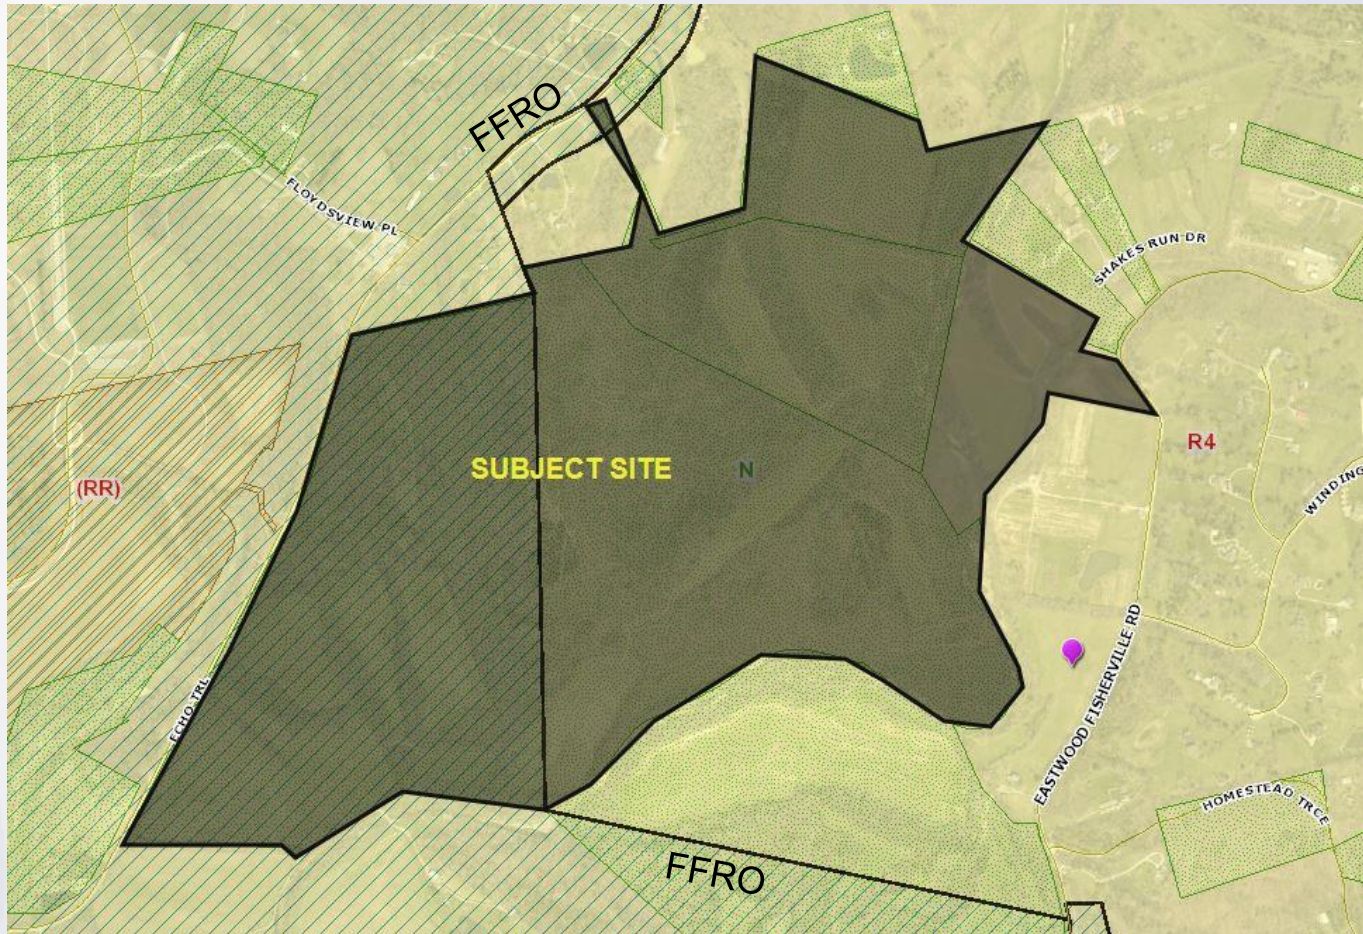 FFRO
FLOYDSVIEW PL
SHAKES RUN DR
R4
SUBJECT SITE
N
(RR)
WINDING
ECHO TRL
EASTWOOD FISHERVILLE RD
HOMESTEAD TRCE
FFRO